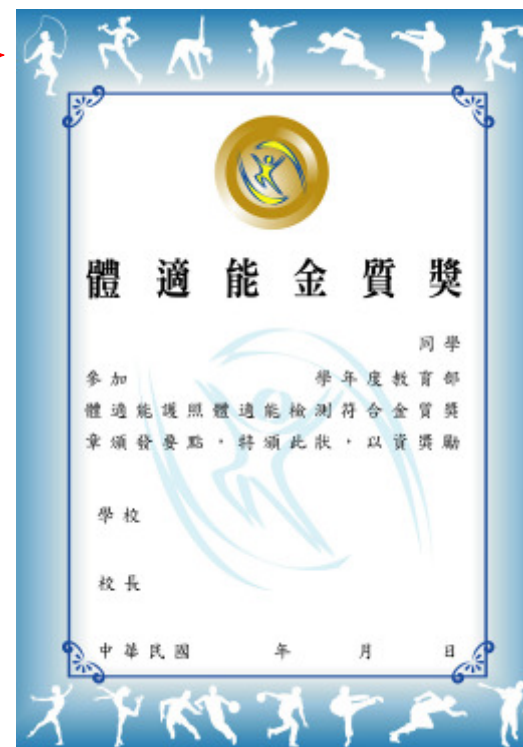 體適能金質獎
同學
參加 學年度教育部
體適能護照體適能檢測符合金質獎
章頒發要點，特頒此狀，以資獎勵
學校
校長
中華民國 年 月 日